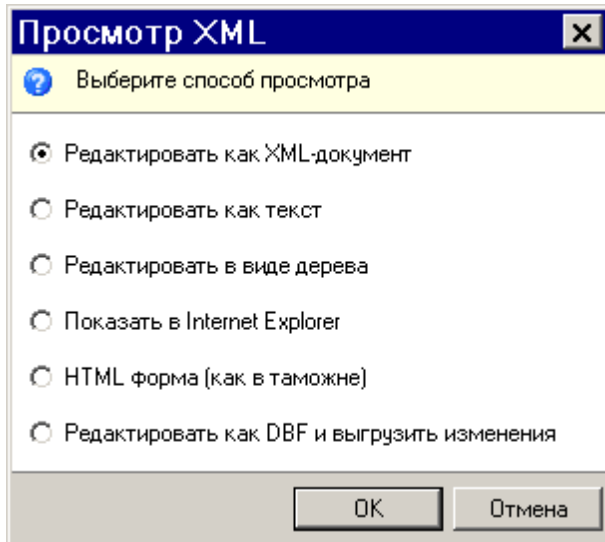 Просмотр XML
Выберите способ просмотра
Редактировать как XML-документ
Редактировать как текст
Редактировать в виде дерева
Показать в Internet Explorer
HTML форма (как в таможне)
Редактировать как DBF и выгрузить изменения
OK Отмена